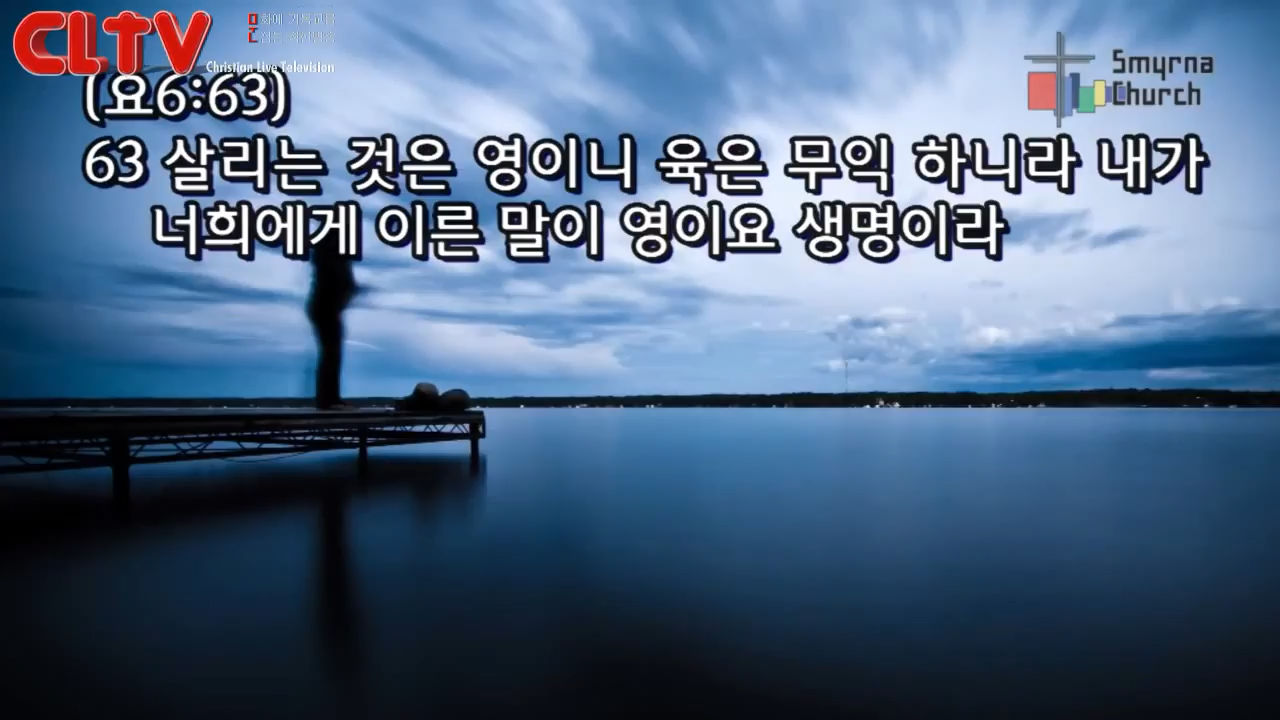 CLTV
Christian Live Television
Smyrna
Church
(요6:63)
63 살리는 것은 영이니 육은 무익 하니라 내가
너희에게 이른 말이 영이요 생명이라